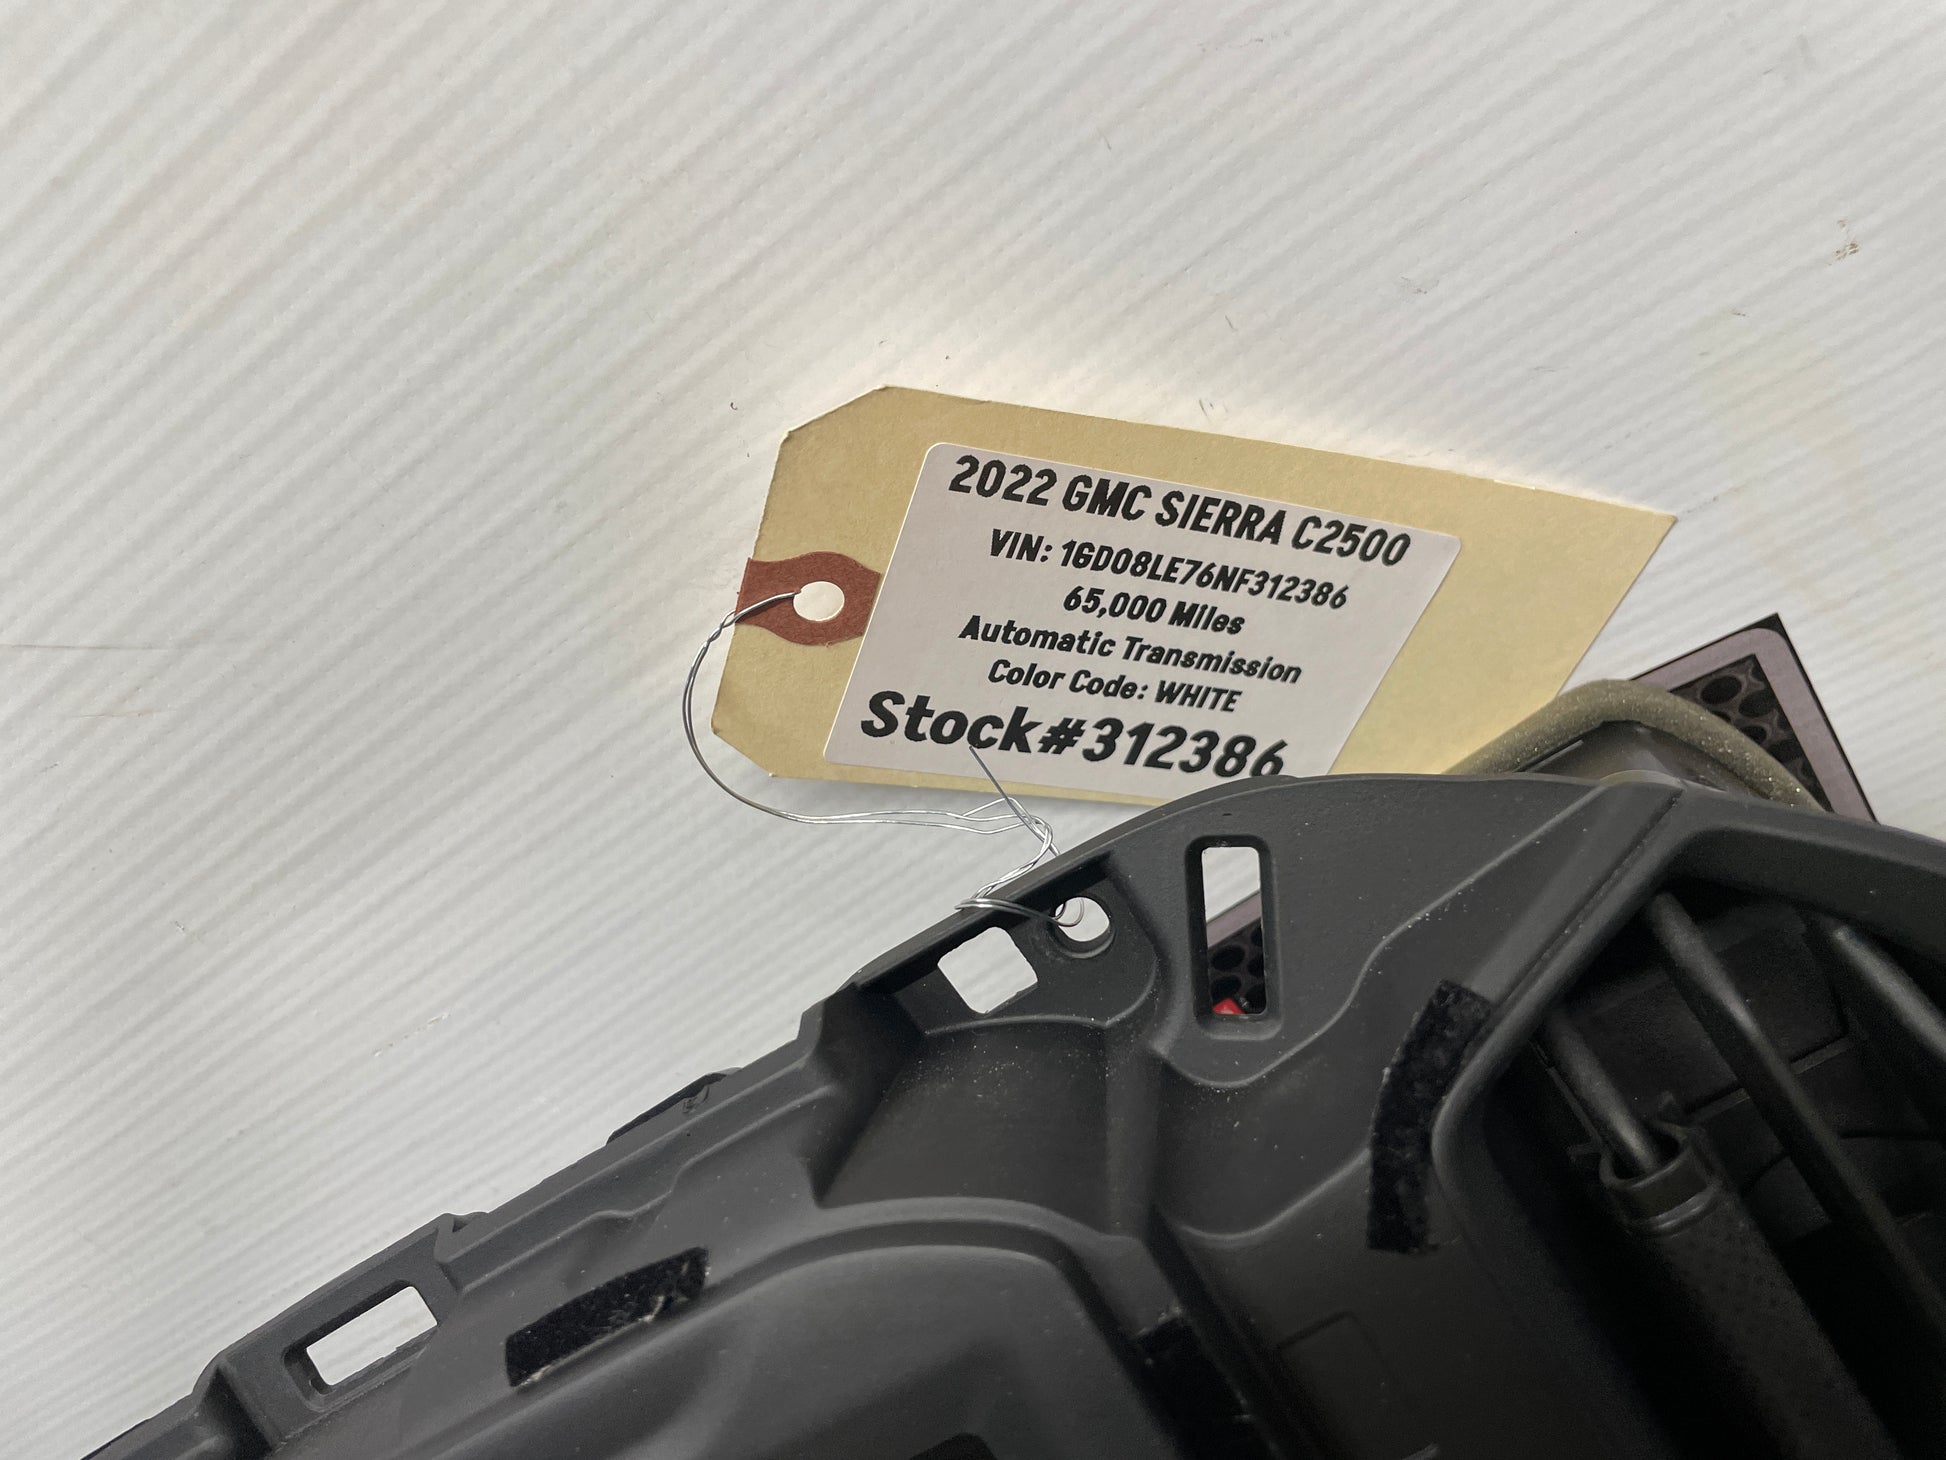 2022 GMC SIERRA C2500
VIN: 1GD08LE76NF312386
65,000 Miles
Automatic Transmission
Color Code: WHITE
Stock#312386